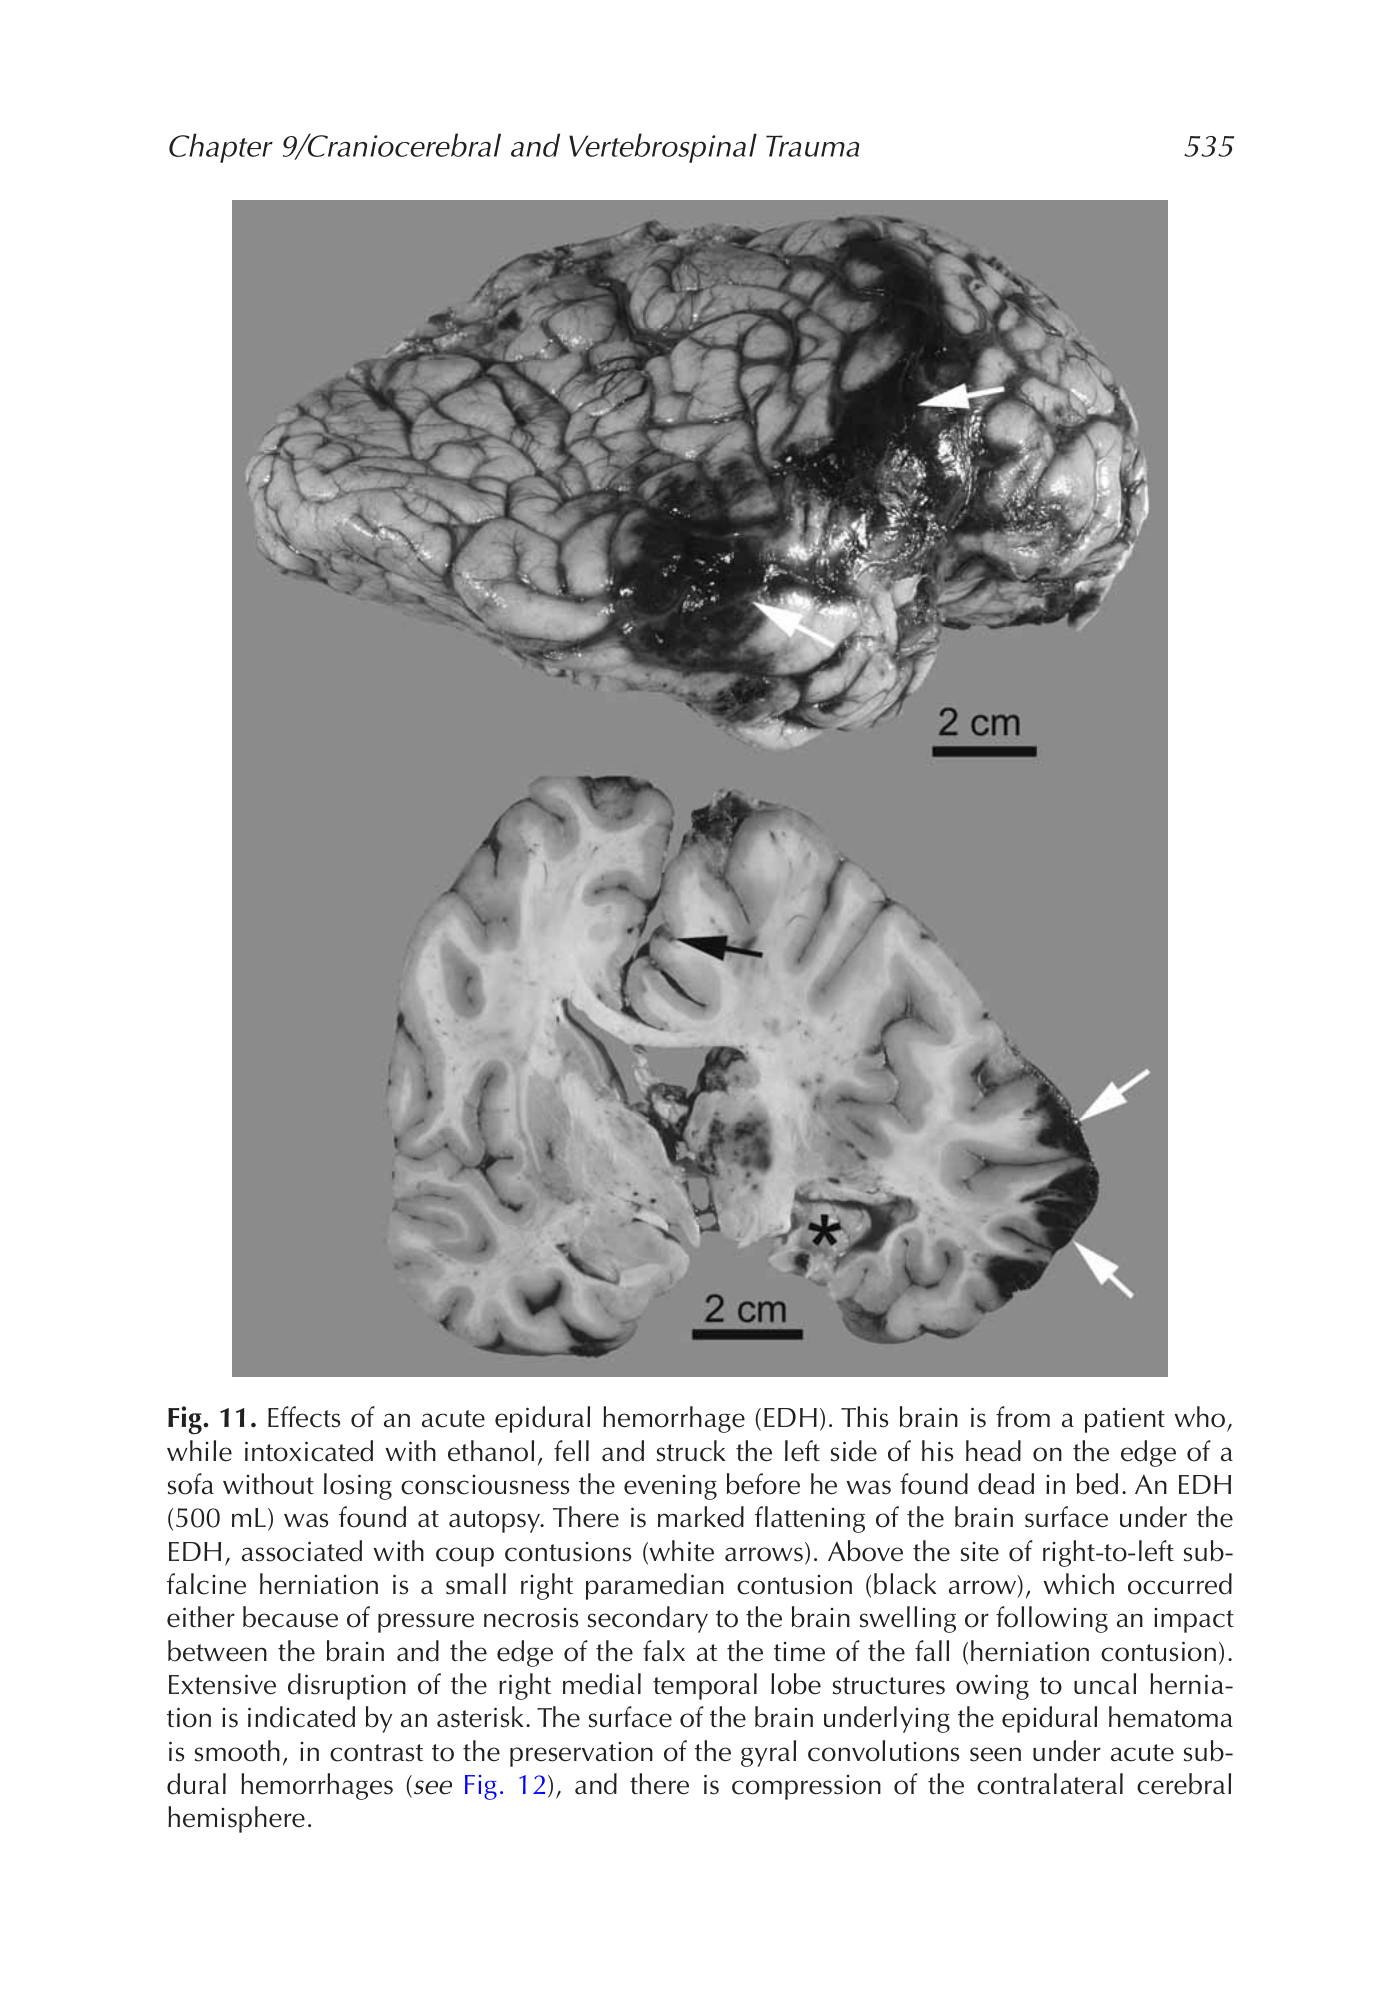 Chapter 9/Craniocerebral and Vertebrospinal Trauma 535
2 cm
*
2 cm
Fig. 11. Effects of an acute epidural hemorrhage (EDH). This brain is from a patient who,
while intoxicated with ethanol, fell and struck the left side of his head on the edge of a
sofa without losing consciousness the evening before he was found dead in bed. An EDH
(500 mL) was found at autopsy. There is marked flattening of the brain surface under the
EDH, associated with coup contusions (white arrows). Above the site of right-to-left sub-
falcine herniation is a small right paramedian contusion (black arrow), which occurred
either because of pressure necrosis secondary to the brain swelling or following an impact
between the brain and the edge of the falx at the time of the fall (herniation contusion).
Extensive disruption of the right medial temporal lobe structures owing to uncal hernia-
tion is indicated by an asterisk. The surface of the brain underlying the epidural hematoma
is smooth, in contrast to the preservation of the gyral convolutions seen under acute sub-
dural hemorrhages (see Fig. 12), and there is compression of the contralateral cerebral
hemisphere.